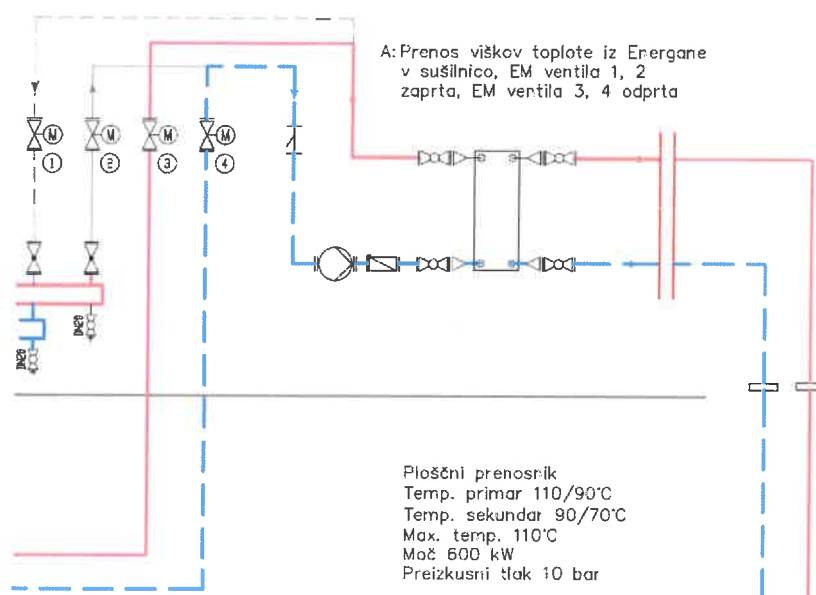 A: Prenos viškov toplote iz Energane
v sušilnico, EM ventila 1, 2
zaprta, EM ventila 3, 4 odprta
M M M M
1 2 3 4
DN20
DN20
Ploščni prenosnik
Temp. primar 110/90°C
Temp. sekundar 90/70°C
Max. temp. 110°C
Moč 600 kW
Preizkusni tlak 10 bar